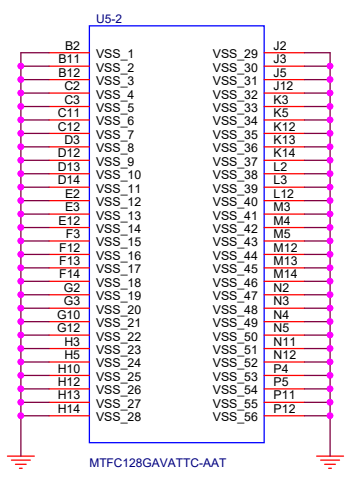 U5-2
B2 VSS_1 VSS_29 J2
B11 VSS_2 VSS_30 J3
B12 VSS_3 VSS_31 J5
C2 VSS_4 VSS_32 J12
C3 VSS_5 VSS_33 K3
C11 VSS_6 VSS_34 K5
C12 VSS_7 VSS_35 K12
D3 VSS_8 VSS_36 K13
D12 VSS_9 VSS_37 K14
D13 VSS_10 VSS_38 L2
D14 VSS_11 VSS_39 L3
E2 VSS_12 VSS_40 L12
E3 VSS_13 VSS_41 M3
E12 VSS_14 VSS_42 M4
F3 VSS_15 VSS_43 M5
F12 VSS_16 VSS_44 M12
F13 VSS_17 VSS_45 M13
F14 VSS_18 VSS_46 M14
G2 VSS_19 VSS_47 N2
G3 VSS_20 VSS_48 N3
G10 VSS_21 VSS_49 N4
G12 VSS_22 VSS_50 N5
H3 VSS_23 VSS_51 N11
H5 VSS_24 VSS_52 N12
H10 VSS_25 VSS_53 P4
H12 VSS_26 VSS_54 P5
H13 VSS_27 VSS_55 P11
H14 VSS_28 VSS_56 P12
MTFC128GAVATTC-AAT